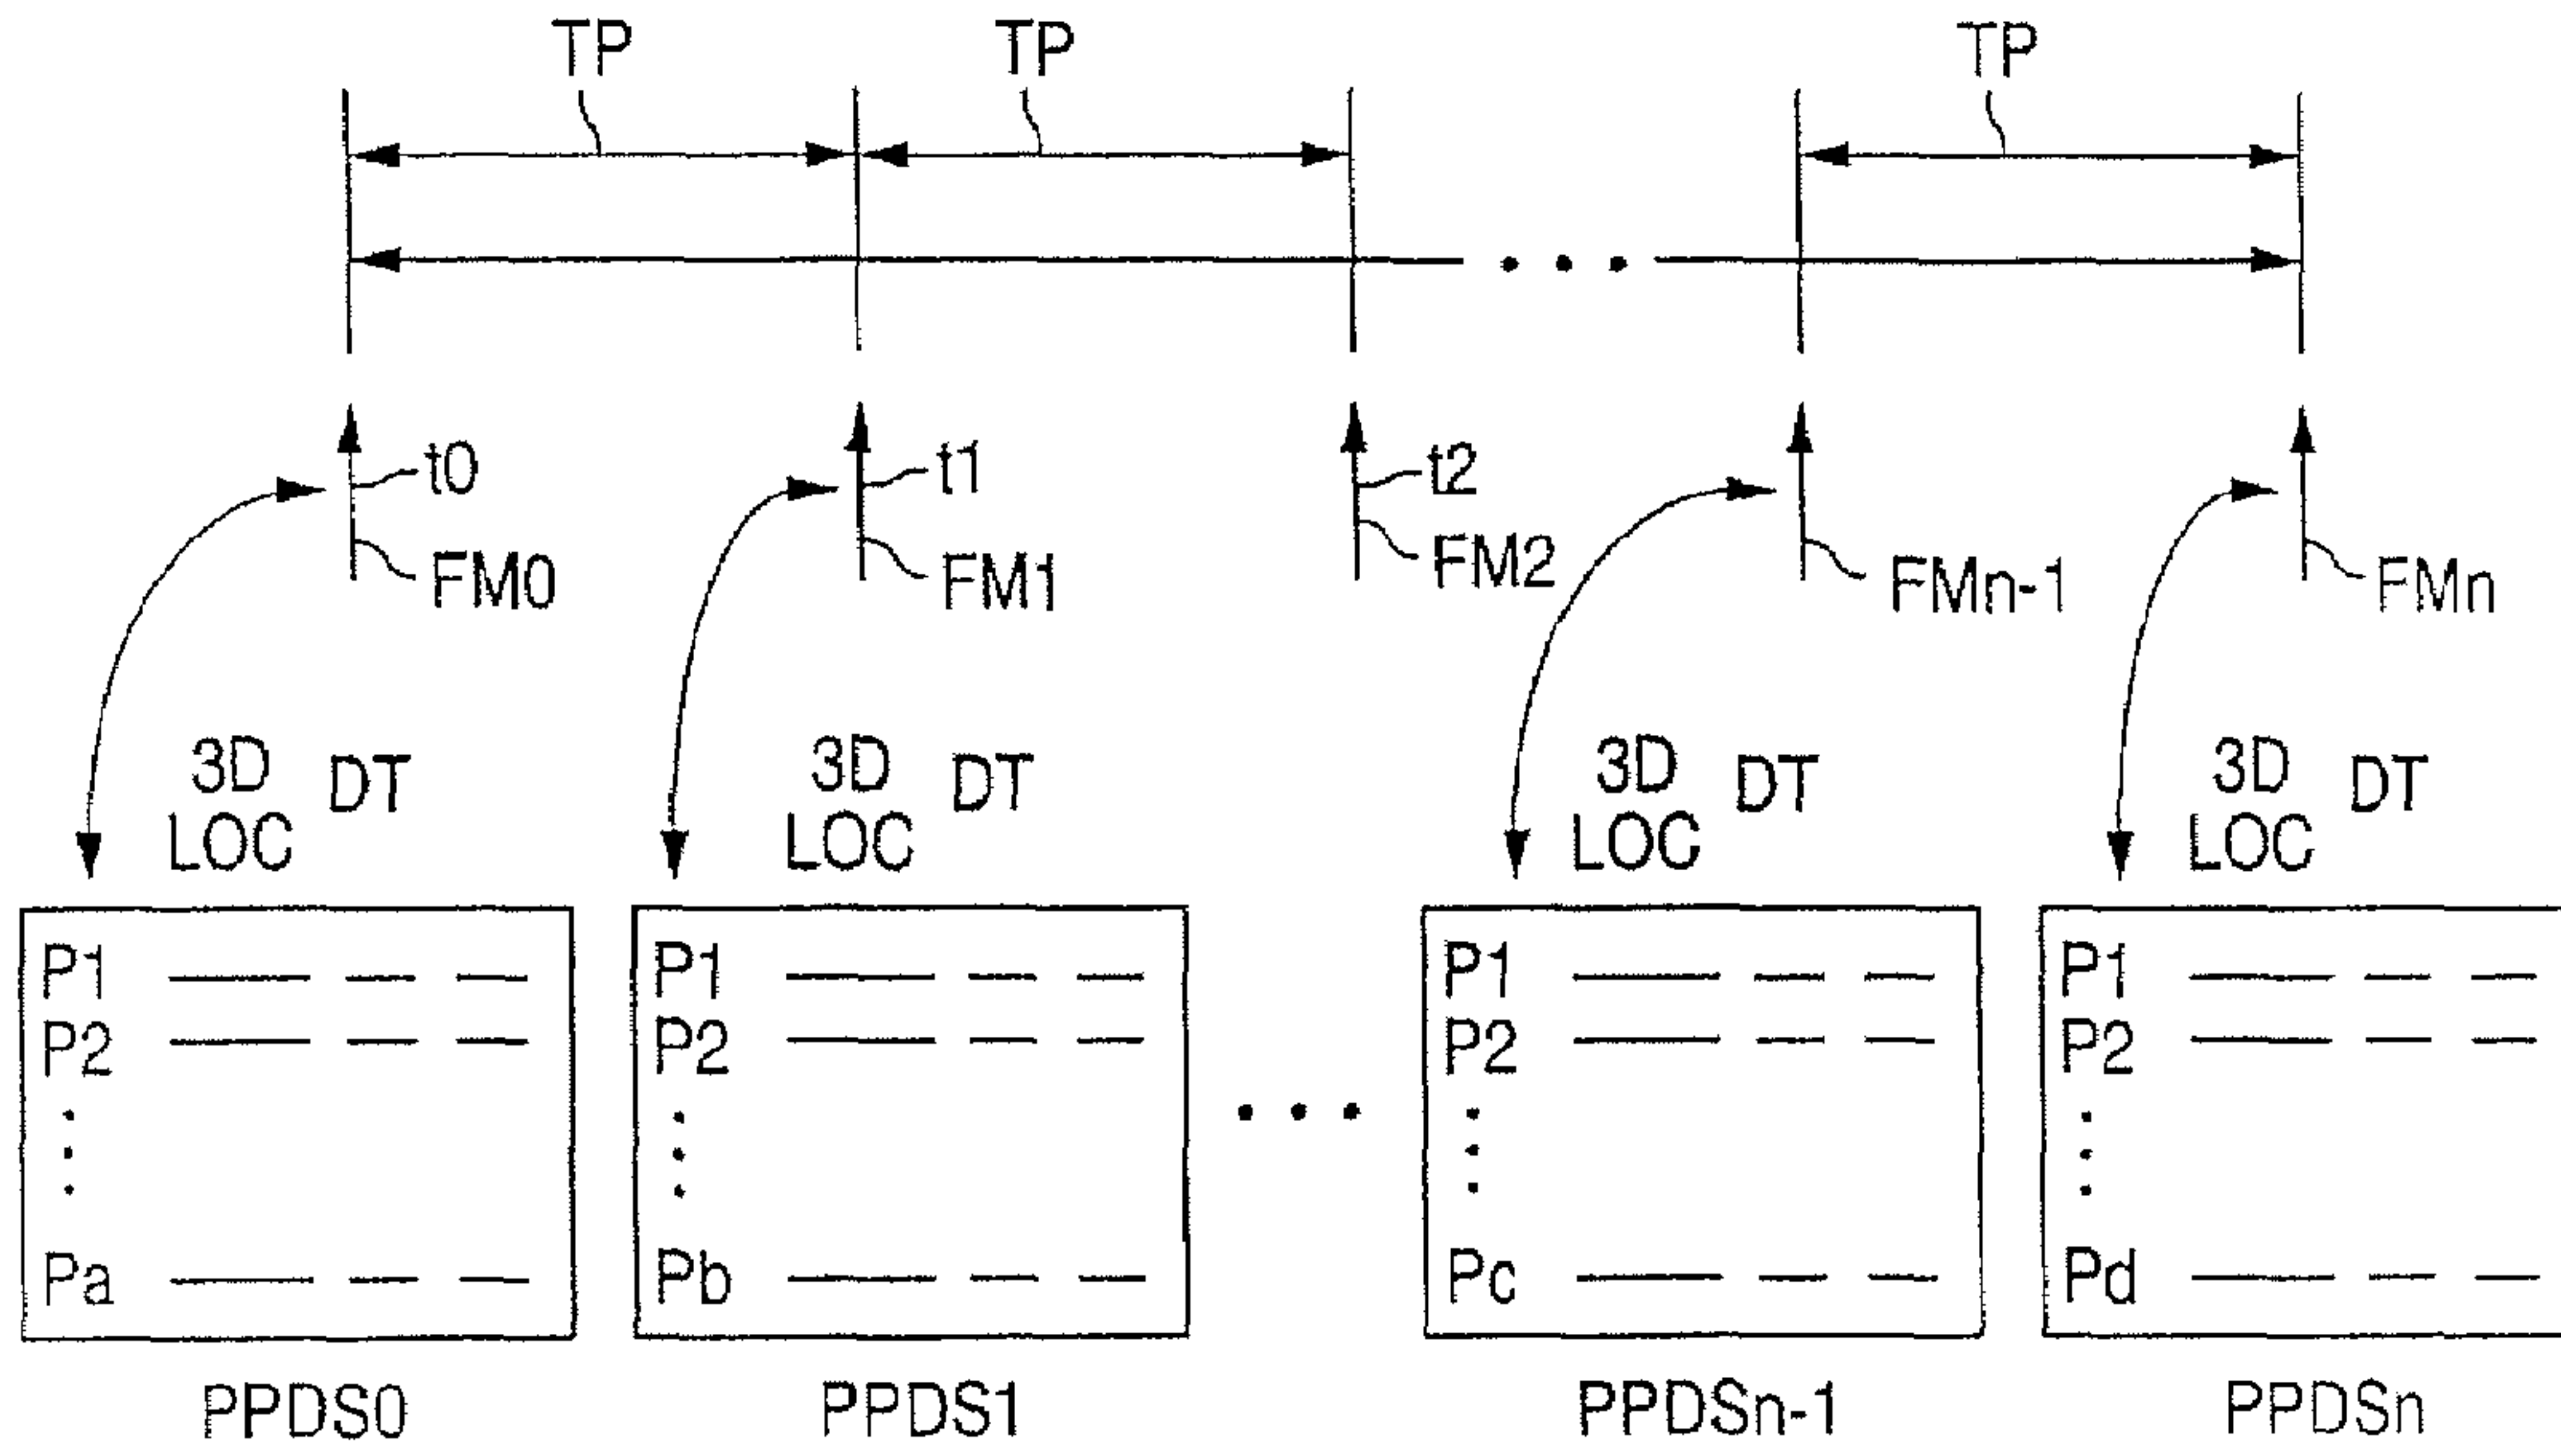 TP TP TP
t0 t1 t2
FM0 FM1 FM2 FMn-1 FMn
3D LOC DT 3D LOC DT 3D LOC DT 3D LOC DT
P1 P1 P1 P1
P2 P2 P2 P2
Pa Pb Pc Pd
PPDS0 PPDS1 PPDSn-1 PPDSn